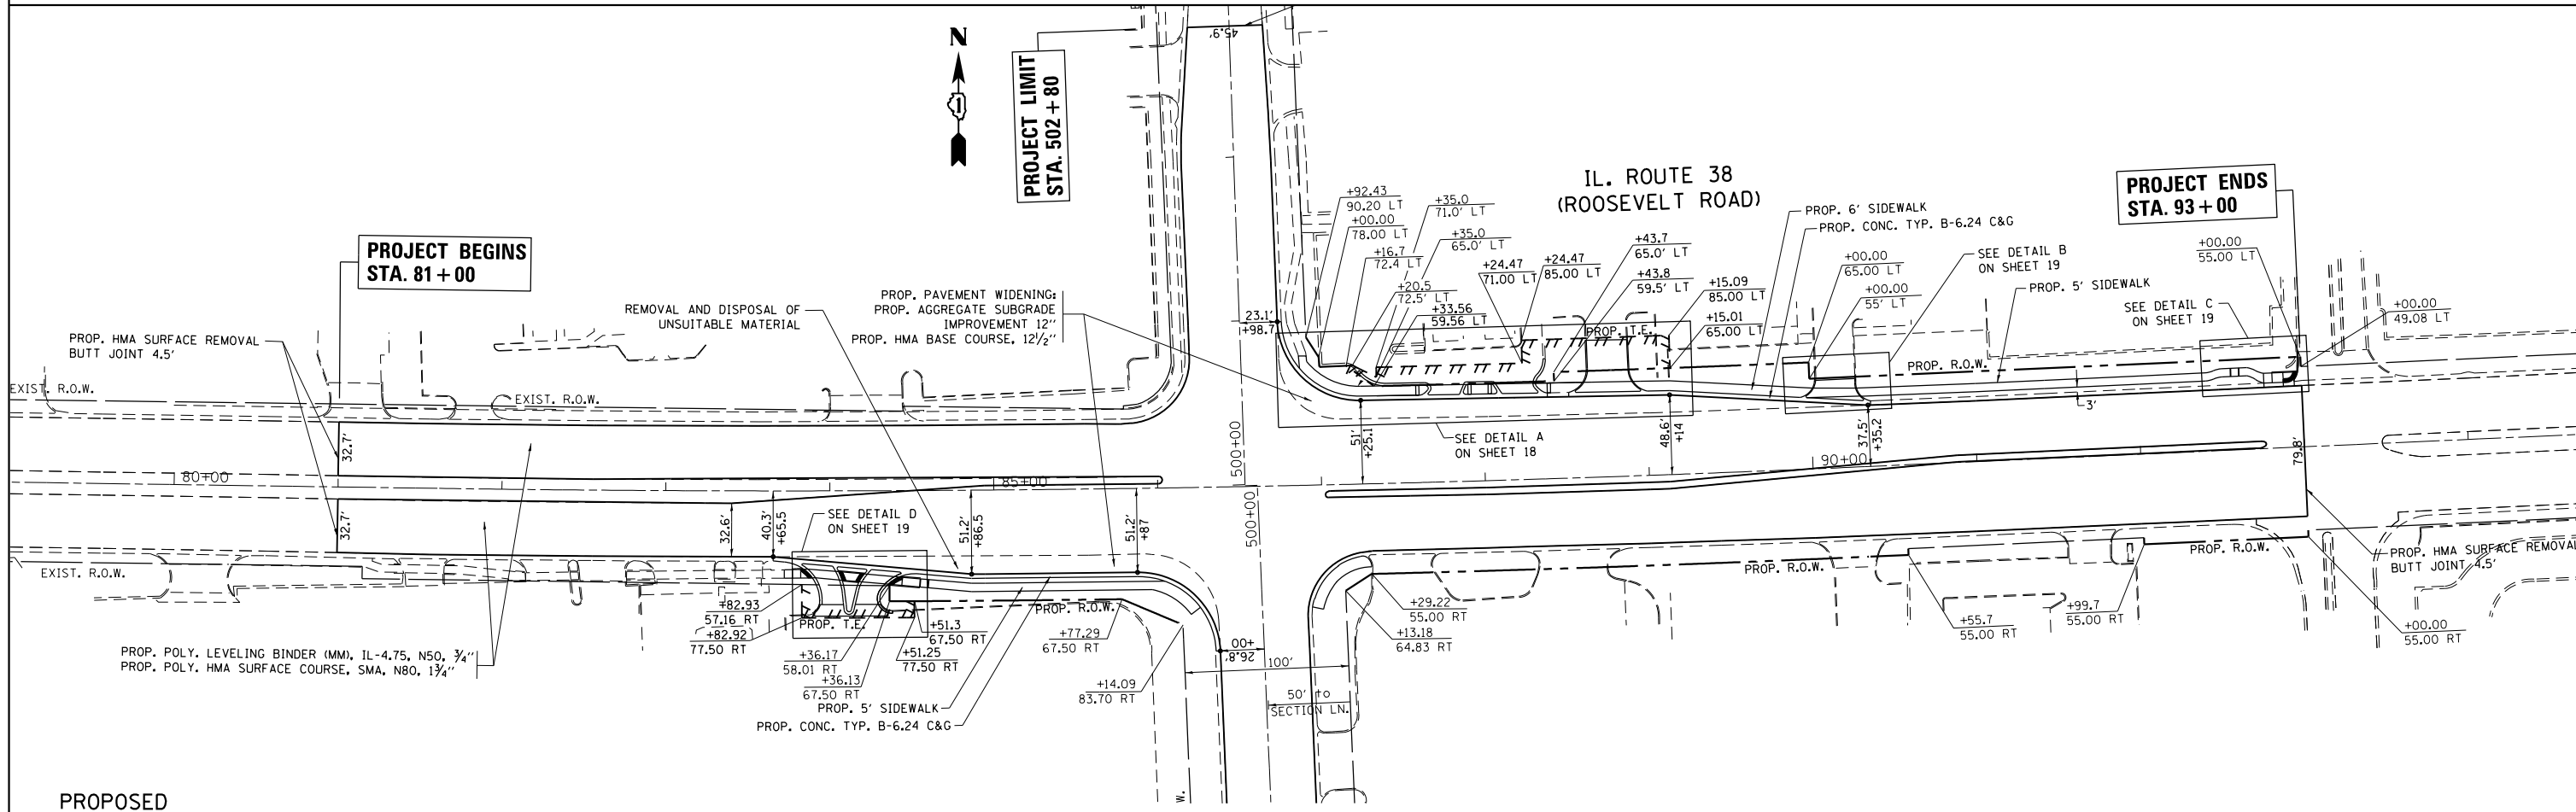 N
1
PROJECT LIMIT
STA. 502+80
45.9'
IL. ROUTE 38
(ROOSEVELT ROAD)
PROJECT BEGINS
STA. 81+00
PROJECT ENDS
STA. 93+00
PROP. HMA SURFACE REMOVAL
BUTT JOINT 4.5'
REMOVAL AND DISPOSAL OF
UNSUITABLE MATERIAL
PROP. PAVEMENT WIDENING:
PROP. AGGREGATE SUBGRADE
IMPROVEMENT 12"
PROP. HMA BASE COURSE, 12½"
+92.43
90.20 LT
+00.00
78.00 LT
+16.7
72.4 LT
+35.0
71.0' LT
+35.0
65.0' LT
+20.5
72.5' LT
+33.56
59.56 LT
+24.47
71.00 LT
+24.47
85.00 LT
+43.7
65.0' LT
+43.8
59.5' LT
+15.09
85.00 LT
+15.01
65.00 LT
PROP. 6' SIDEWALK
PROP. CONC. TYP. B-6.24 C&G
+00.00
65.00 LT
+00.00
55' LT
SEE DETAIL B
ON SHEET 19
PROP. 5' SIDEWALK
SEE DETAIL C
ON SHEET 19
+00.00
55.00 LT
+00.00
49.08 LT
23.1'
+98.7
PROP. T.E.
PROP. R.O.W.
3'
EXIST. R.O.W.
EXIST. R.O.W.
32.7'
32.7'
80+00
85+00
90+00
500+00
500+00
51'
+25.1
SEE DETAIL A
ON SHEET 18
48.6'
+14
37.5'
+35.2
79.8'
32.6'
40.3'
+65.5
SEE DETAIL D
ON SHEET 19
51.2'
+86.5
51.2'
+87
EXIST. R.O.W.
PROP. POLY. LEVELING BINDER (MM), IL-4.75, N50, ¾"
PROP. POLY. HMA SURFACE COURSE, SMA, N80, 1¾"
+82.93
57.16 RT
+82.92
77.50 RT
PROP. T.E.
+36.17
58.01 RT
+36.13
67.50 RT
+51.3
67.50 RT
+51.25
77.50 RT
PROP. R.O.W.
+77.29
67.50 RT
+14.09
83.70 RT
PROP. 5' SIDEWALK
PROP. CONC. TYP. B-6.24 C&G
+00
26.8'
100'
50' to
SECTION LN.
+29.22
55.00 RT
+13.18
64.83 RT
PROP. R.O.W.
+55.7
55.00 RT
+99.7
55.00 RT
PROP. R.O.W.
PROP. HMA SURFACE REMOVAL
BUTT JOINT 4.5'
+00.00
55.00 RT
W.
PROPOSED